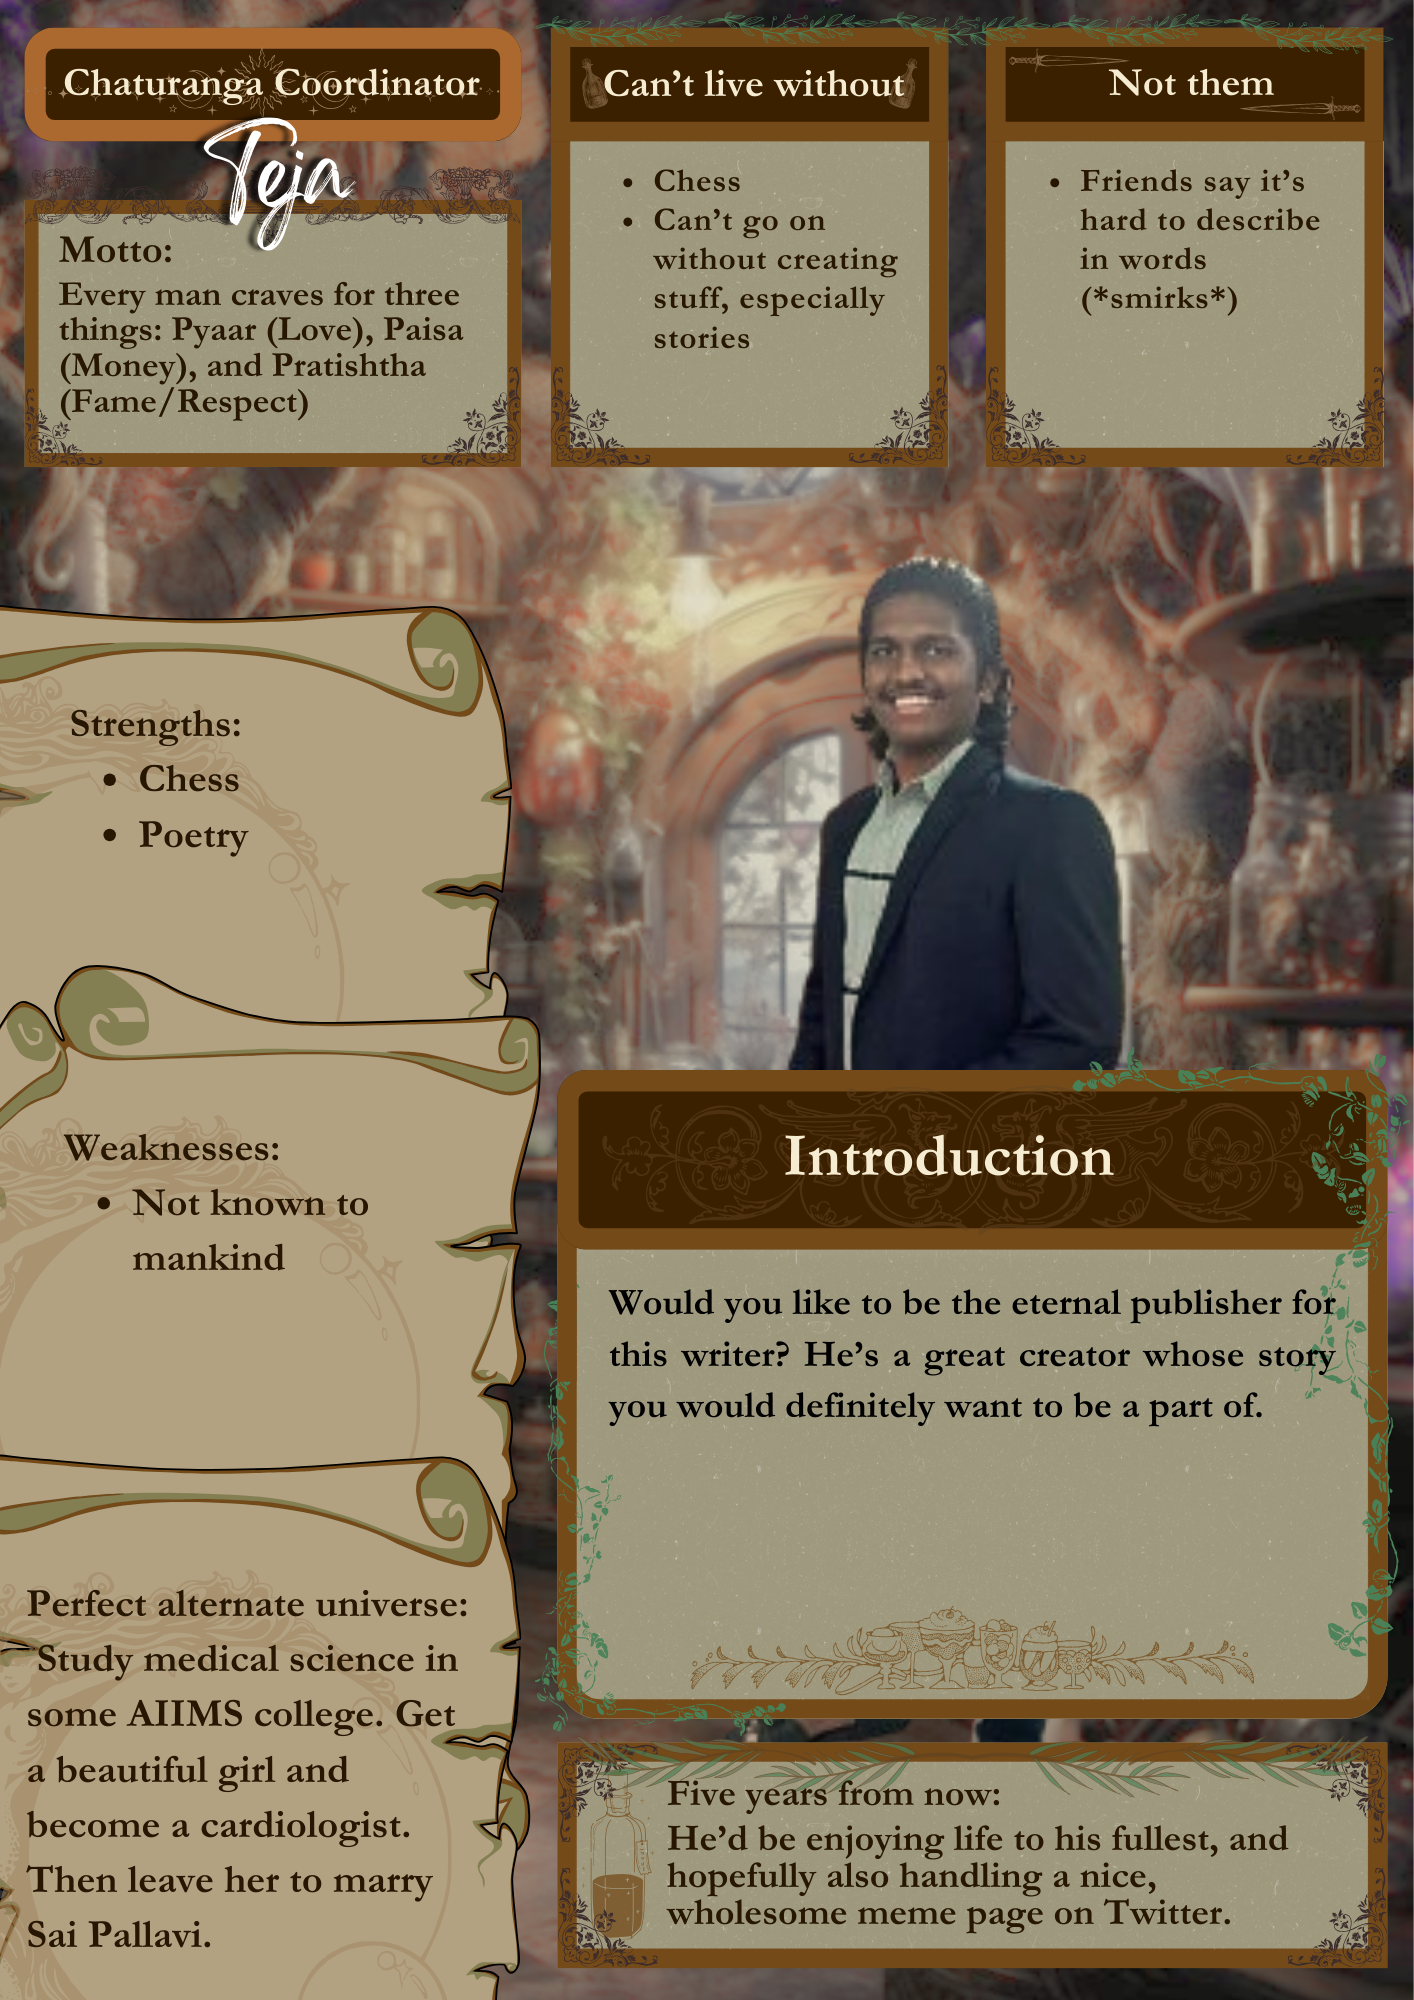 Chaturanga Coordinator
Teja
Motto:
Every man craves for three
things: Pyaar (Love), Paisa
(Money), and Pratishtha
(Fame/Respect)
Can't live without
• Chess
• Can't go on
without creating
stuff, especially
stories
Not them
• Friends say it's
hard to describe
in words
(*smirks*)
Strengths:
• Chess
• Poetry
Weaknesses:
• Not known to
mankind
Perfect alternate universe:
Study medical science in
some AIIMS college. Get
a beautiful girl and
become a cardiologist.
Then leave her to marry
Sai Pallavi.
Introduction
Would you like to be the eternal publisher for
this writer? He's a great creator whose story
you would definitely want to be a part of.
Five years from now:
He'd be enjoying life to his fullest, and
hopefully also handling a nice,
wholesome meme page on Twitter.